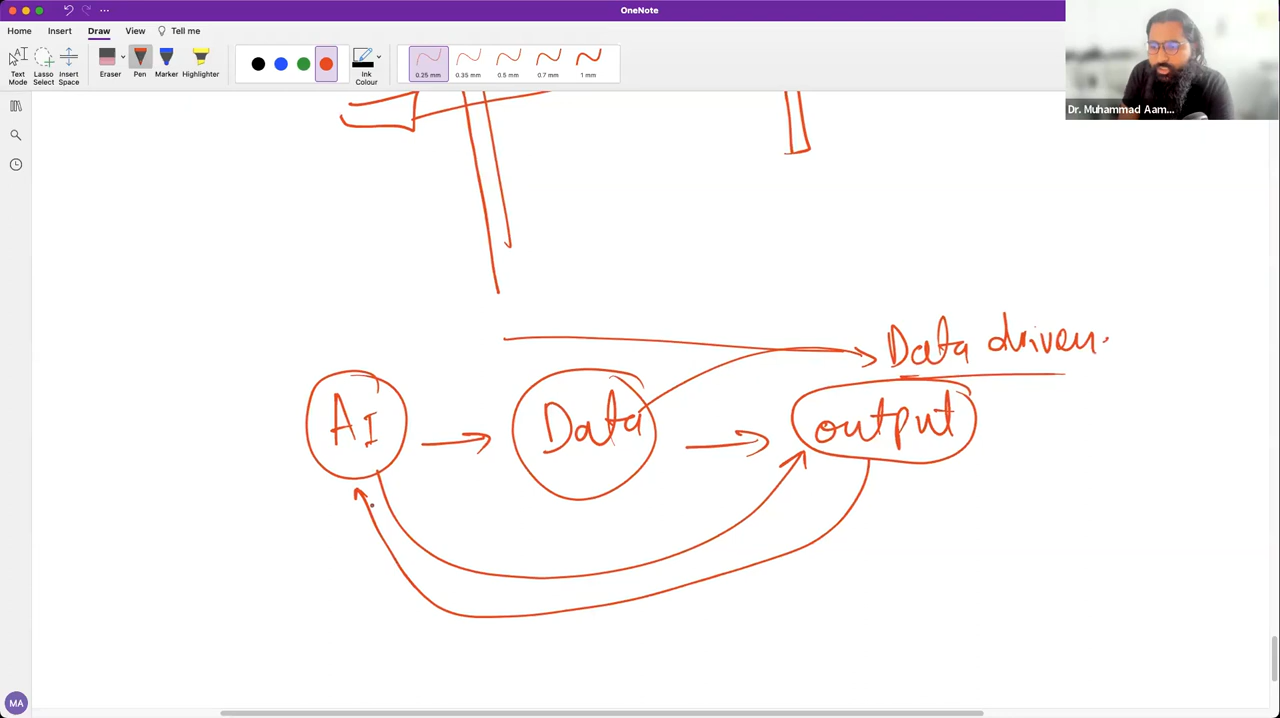 OneNote
Home Insert Draw View Tell me
Text Mode
Lasso Select
Insert Space
Eraser
Pen
Marker
Highlighter
Ink Colour
0.25 mm
0.35 mm
0.5 mm
0.7 mm
1 mm
Dr. Muhammad Aam...
Data driven.
AI → Data → output
MA